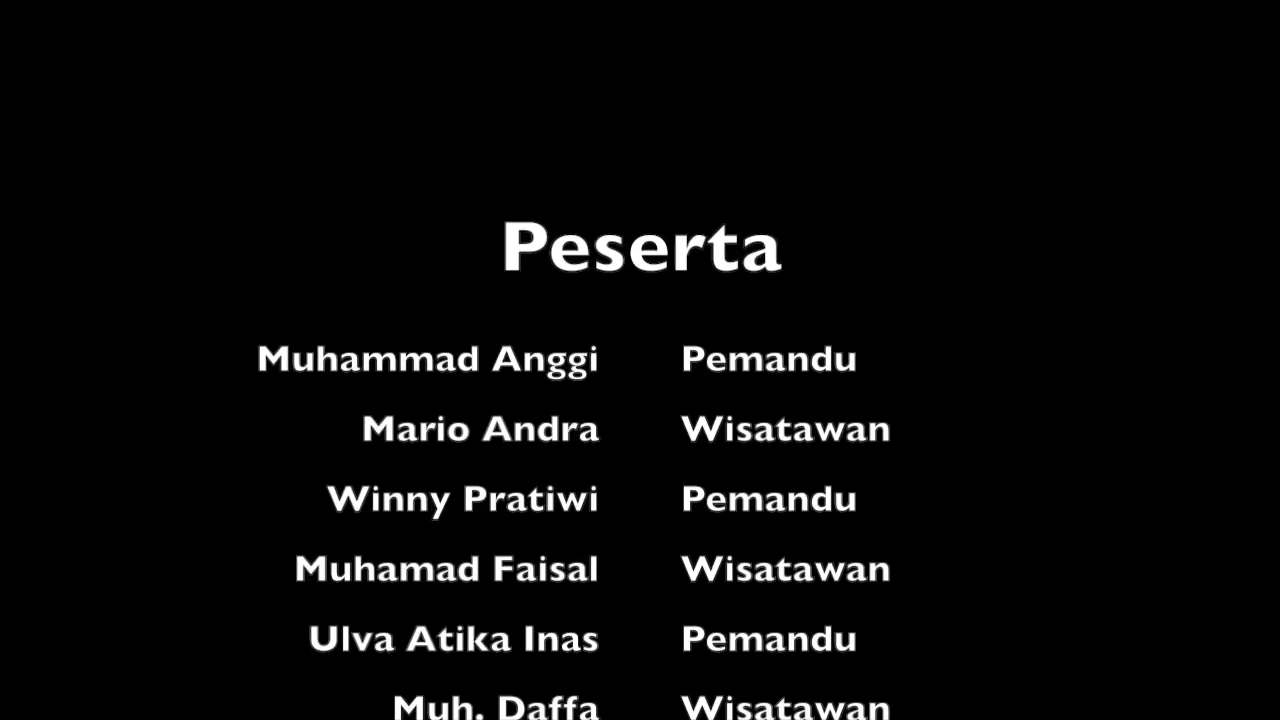 Peserta
Muhammad Anggi Pemandu
Mario Andra Wisatawan
Winny Pratiwi Pemandu
Muhamad Faisal Wisatawan
Ulva Atika Inas Pemandu
Muh. Daffa Wisatawan